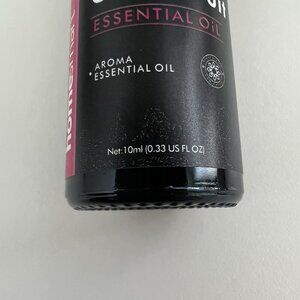 ESSENTIAL OiL
AROMA
ESSENTIAL OIL
Net:10ml (0.33 US FL OZ)